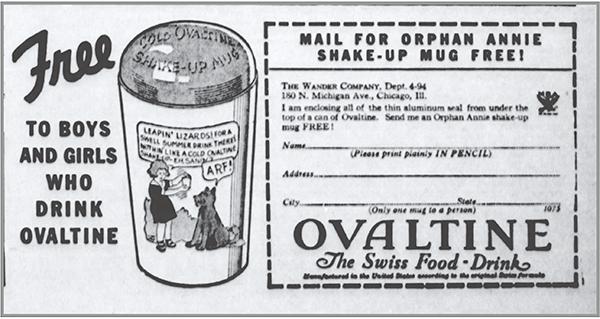 Free
TO BOYS
AND GIRLS
WHO
DRINK
OVALTINE
COLD OVALTINE
SHAKE-UP MUG
LEAPIN' LIZARDS! FOR A
SWELL SUMMER DRINK THERE'S
NOTHIN' LIKE A COLD OVALTINE
SHAKE-UP EH, SANDY?
ARF!
MAIL FOR ORPHAN ANNIE
SHAKE-UP MUG FREE!
THE WANDER COMPANY, Dept. 4-94
180 N. Michigan Ave., Chicago, Ill.
I am enclosing all of the thin aluminum seal from under the
top of a can of Ovaltine. Send me an Orphan Annie shake-up
mug FREE!
Name
(Please print plainly IN PENCIL)
Address
City State
(Only one mug to a person) 1075
OVALTINE
The Swiss Food-Drink
Manufactured in the United States according to the original Swiss formula